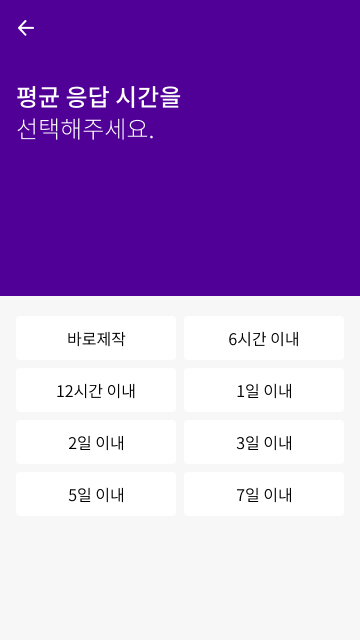 평균 응답 시간을
선택해주세요.
바로제작
6시간 이내
12시간 이내
1일 이내
2일 이내
3일 이내
5일 이내
7일 이내